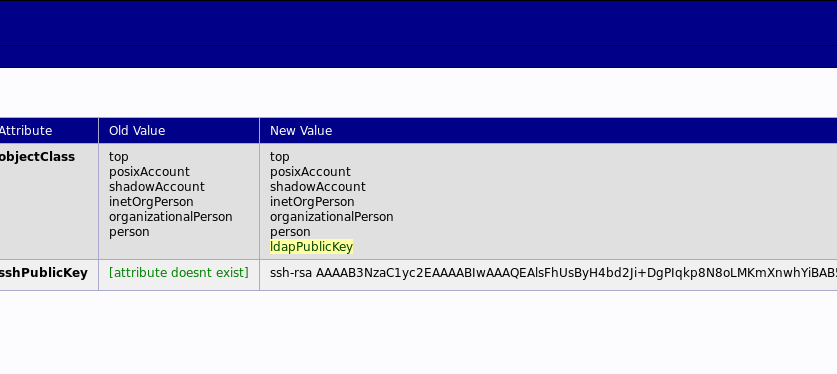 Attribute Old Value New Value
objectClass top top
posixAccount posixAccount
shadowAccount shadowAccount
inetOrgPerson inetOrgPerson
organizationalPerson organizationalPerson
person person
ldapPublicKey
sshPublicKey [attribute doesnt exist] ssh-rsa AAAAB3NzaC1yc2EAAAABIwAAAQEAlsFhUsByH4bd2Ji+DgPIqkp8N8oLMKmXnwhYiBAB